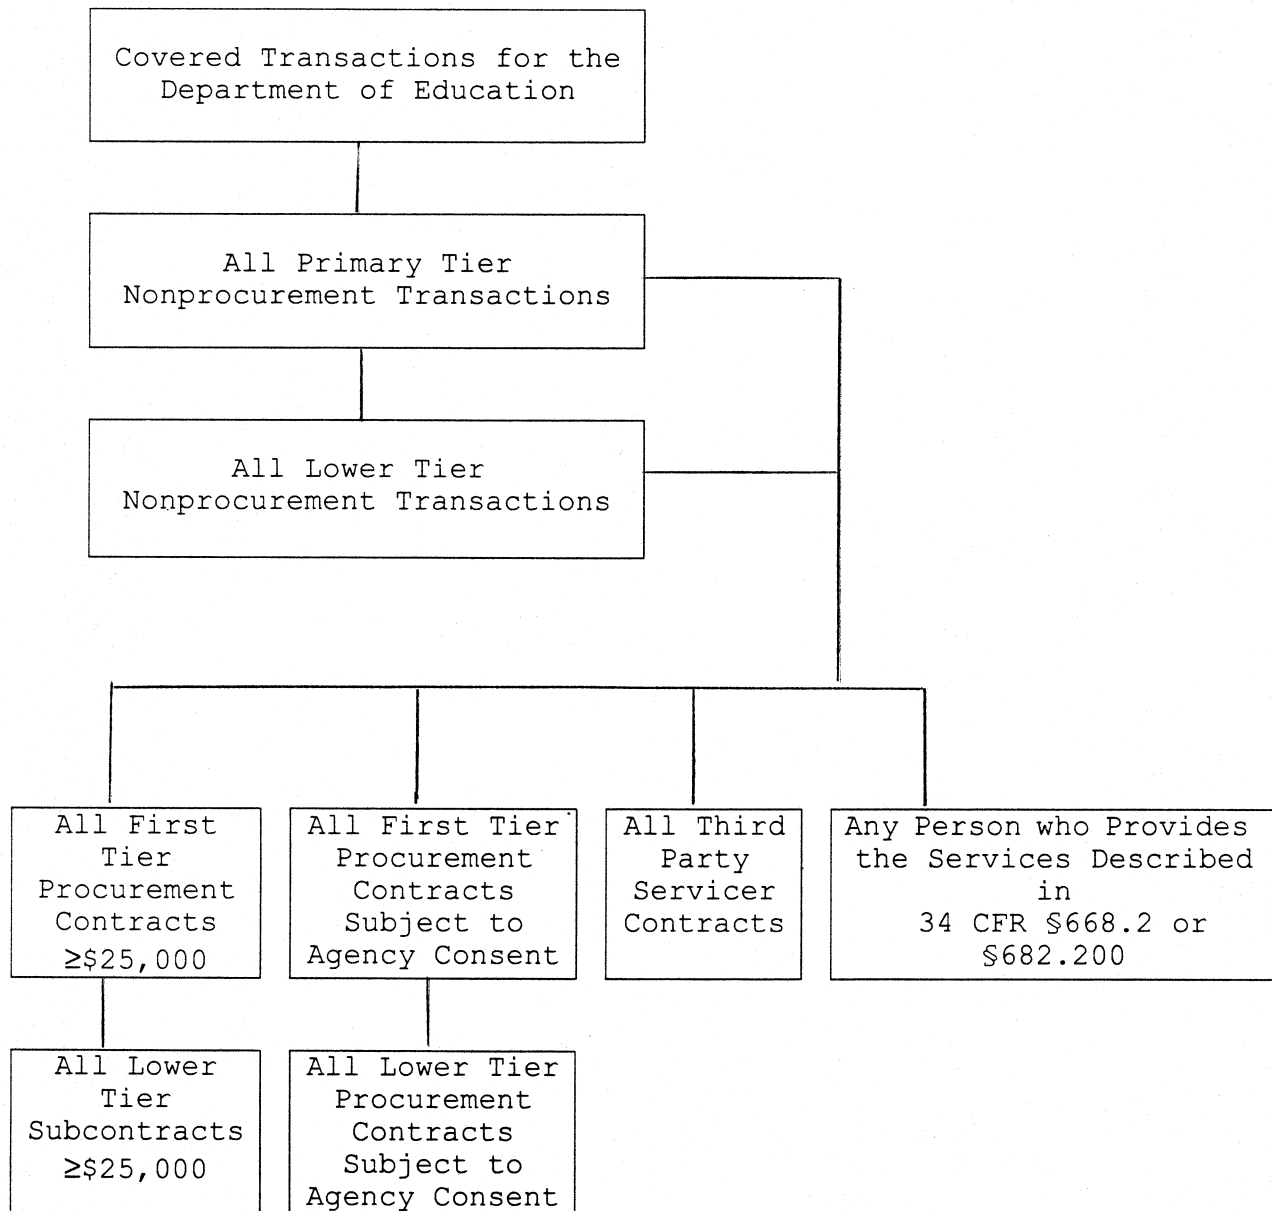 Covered Transactions for the
Department of Education
All Primary Tier
Nonprocurement Transactions
All Lower Tier
Nonprocurement Transactions
All First
Tier
Procurement
Contracts
≥$25,000
All First Tier
Procurement
Contracts
Subject to
Agency Consent
All Third
Party
Servicer
Contracts
Any Person who Provides
the Services Described
in
34 CFR §668.2 or
§682.200
All Lower
Tier
Subcontracts
≥$25,000
All Lower Tier
Procurement
Contracts
Subject to
Agency Consent